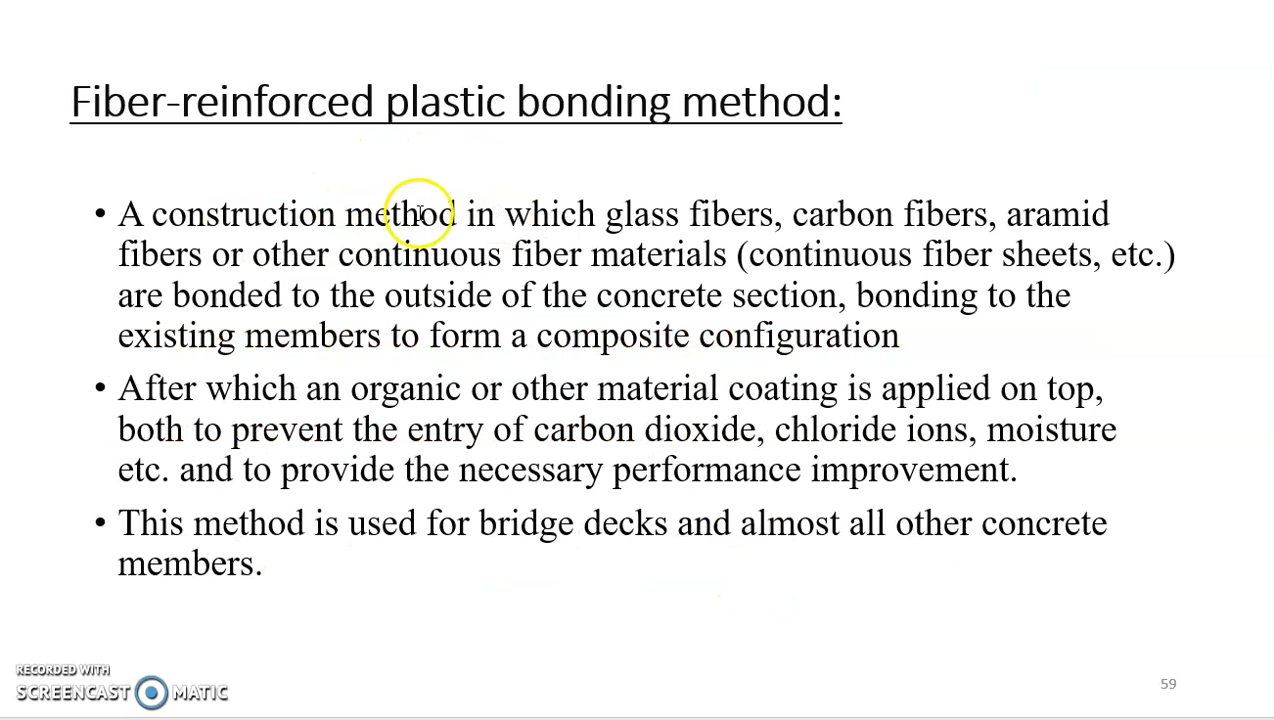 Fiber-reinforced plastic bonding method:
• A construction method in which glass fibers, carbon fibers, aramid
fibers or other continuous fiber materials (continuous fiber sheets, etc.)
are bonded to the outside of the concrete section, bonding to the
existing members to form a composite configuration
• After which an organic or other material coating is applied on top,
both to prevent the entry of carbon dioxide, chloride ions, moisture
etc. and to provide the necessary performance improvement.
• This method is used for bridge decks and almost all other concrete
members.
RECORDED WITH
SCREENCAST MATIC
59